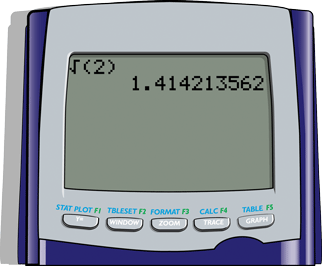 √(2)
1.414213562
STAT PLOT F1 TBLSET F2 FORMAT F3 CALC F4 TABLE F5
Y= WINDOW ZOOM TRACE GRAPH